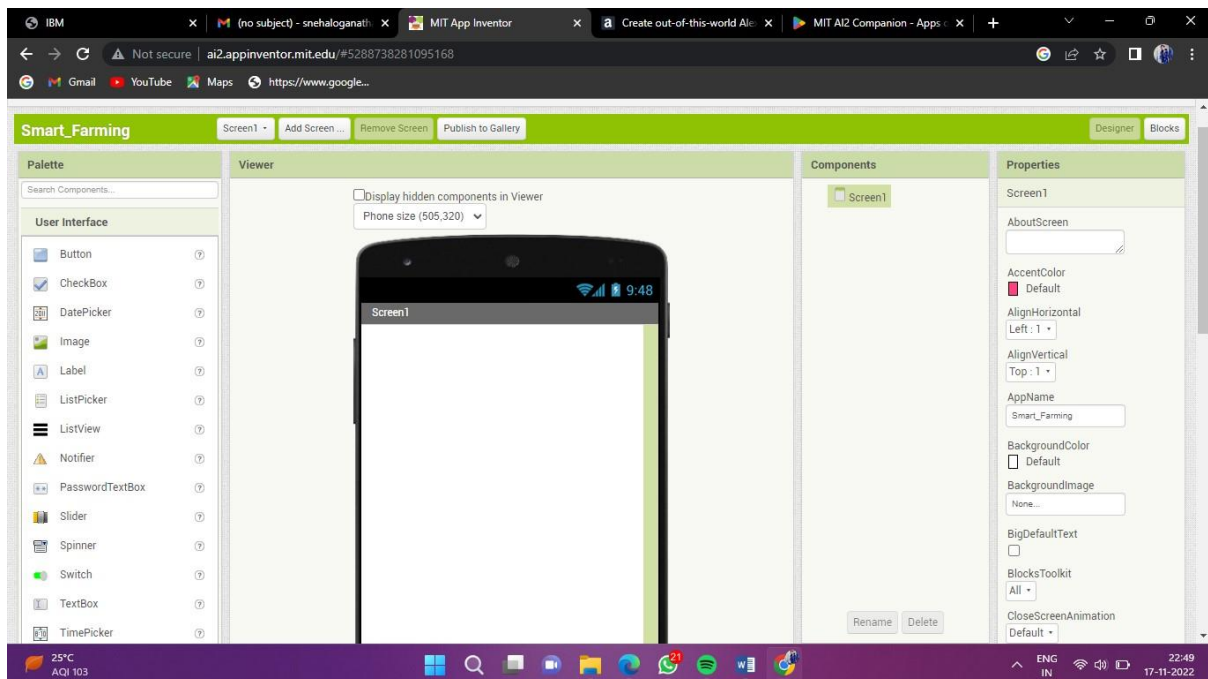 IBM
(no subject) - snehaloganath
MIT App Inventor
a Create out-of-this-world Ale
MIT AI2 Companion - Apps o
Not secure | ai2.appinventor.mit.edu/#5288738281095168
Gmail
YouTube
Maps
https://www.google...
Smart_Farming
Screen1
Add Screen ...
Remove Screen
Publish to Gallery
Designer
Blocks
Palette
Viewer
Components
Properties
Search Components...
User Interface
Button
CheckBox
DatePicker
Image
Label
ListPicker
ListView
Notifier
PasswordTextBox
Slider
Spinner
Switch
TextBox
TimePicker
Display hidden components in Viewer
Phone size (505,320)
9:48
Screen1
Screen1
Rename
Delete
Screen1
AboutScreen
AccentColor
Default
AlignHorizontal
Left : 1
AlignVertical
Top : 1
AppName
Smart_Farming
BackgroundColor
Default
BackgroundImage
None...
BigDefaultText
BlocksToolkit
All
CloseScreenAnimation
Default
25°C
AQI 103
21
ENG
IN
22:49
17-11-2022